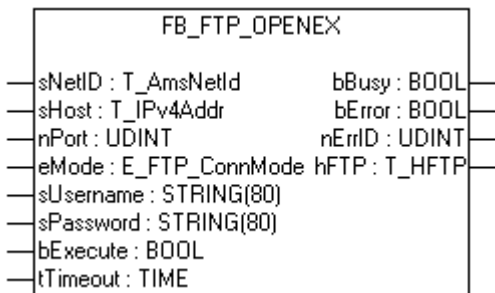 FB_FTP_OPENEX
sNetID : T_AmsNetId bBusy : BOOL
sHost : T_IPv4Addr bError : BOOL
nPort : UDINT nErrID : UDINT
eMode : E_FTP_ConnMode hFTP : T_HFTP
sUsername : STRING(80)
sPassword : STRING(80)
bExecute : BOOL
tTimeout : TIME